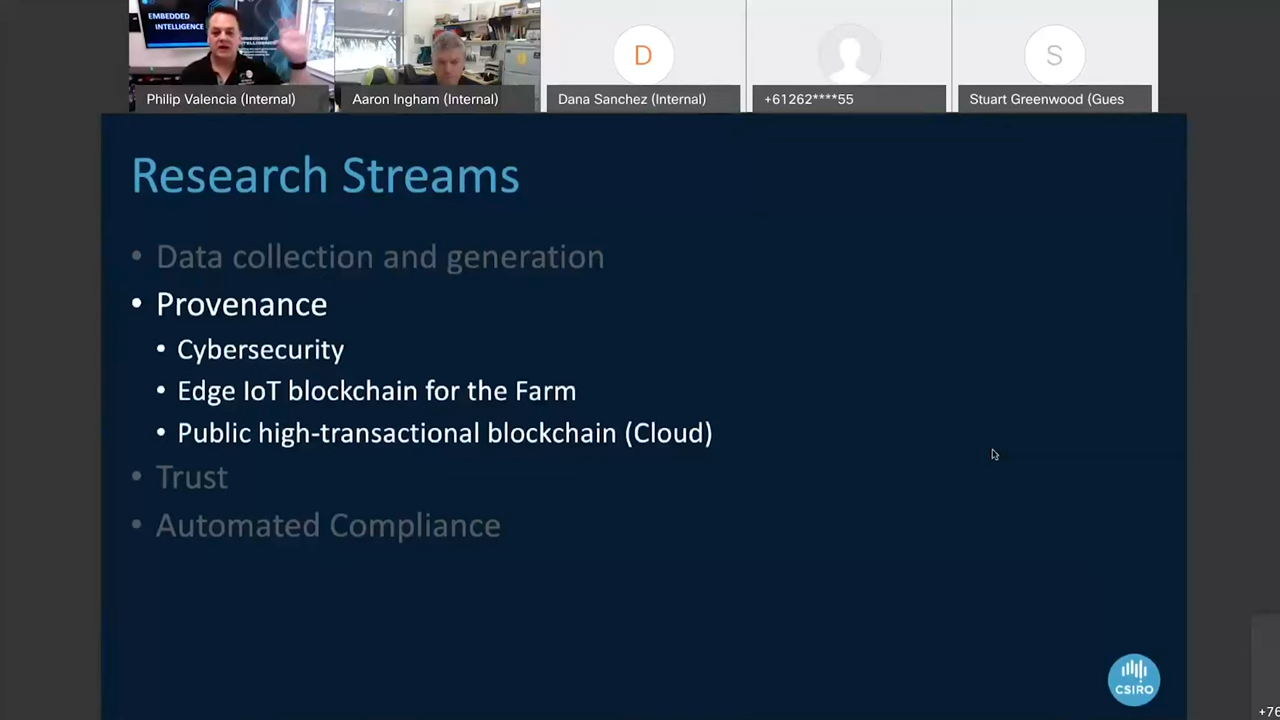 EMBEDDED
INTELLIGENCE
Philip Valencia (Internal)
Aaron Ingham (Internal)
D
Dana Sanchez (Internal)
+61262****55
S
Stuart Greenwood (Gues
Research Streams
• Data collection and generation
• Provenance
• Cybersecurity
• Edge IoT blockchain for the Farm
• Public high-transactional blockchain (Cloud)
• Trust
• Automated Compliance
CSIRO
+76